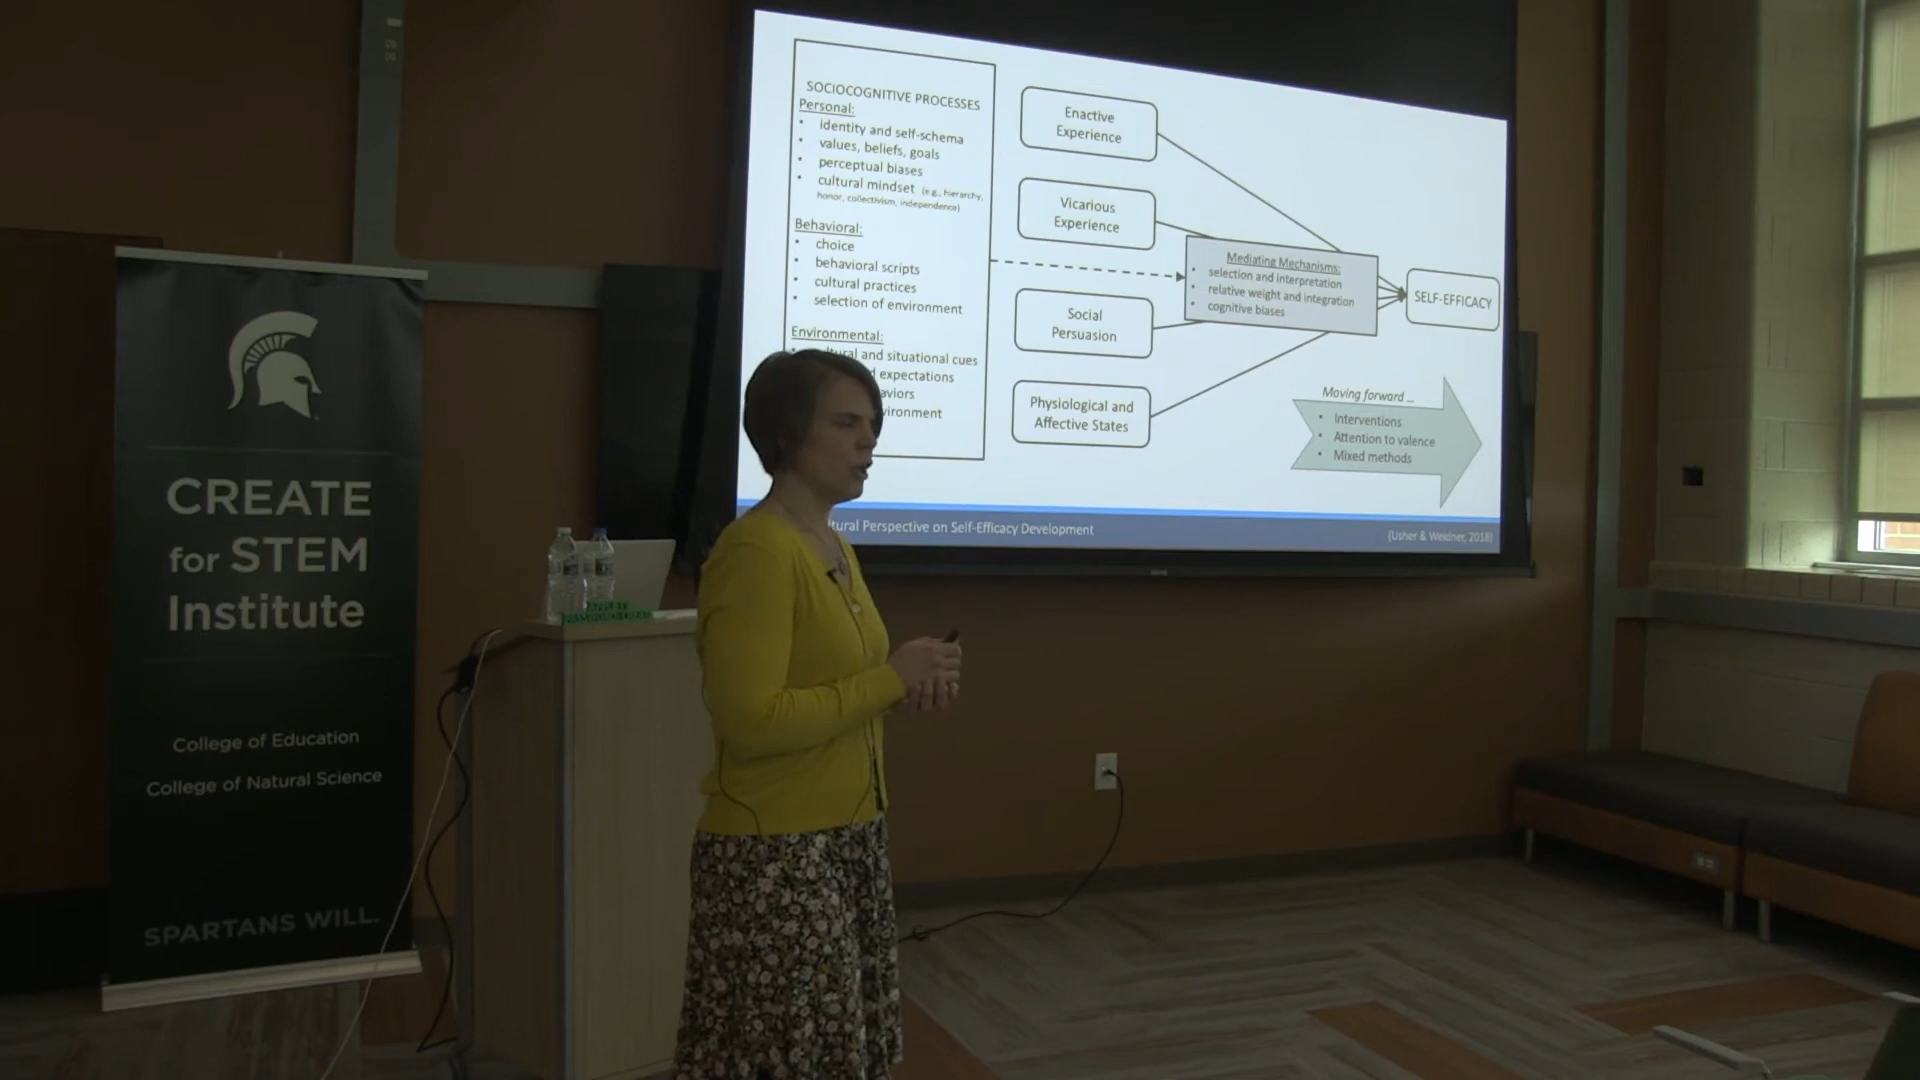 CREATE
for STEM
Institute
College of Education
College of Natural Science
SPARTANS WILL.
SOCIOCOGNITIVE PROCESSES
Personal:
• identity and self-schema
• values, beliefs, goals
• perceptual biases
• cultural mindset (e.g., hierarchy,
honor, collectivism, independence)
Behavioral:
• choice
• behavioral scripts
• cultural practices
• selection of environment
Environmental:
and situational cues
expectations
Enactive
Experience
Vicarious
Experience
Social
Persuasion
Physiological and
Affective States
Mediating Mechanisms:
• selection and interpretation
• relative weight and integration
• cognitive biases
SELF-EFFICACY
Moving forward ...
• Interventions
• Attention to valence
• Mixed methods
Perspective on Self-Efficacy Development
(Usher & Weidner, 2018)